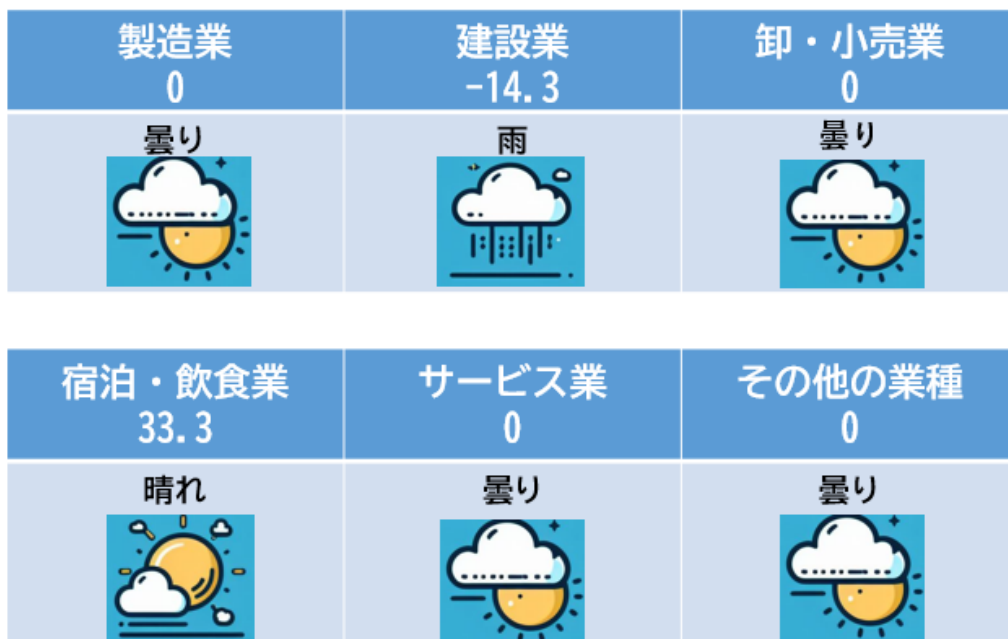 製造業
0
建設業
-14.3
卸・小売業
0
曇り
雨
曇り
宿泊・飲食業
33.3
サービス業
0
その他の業種
0
晴れ
曇り
曇り